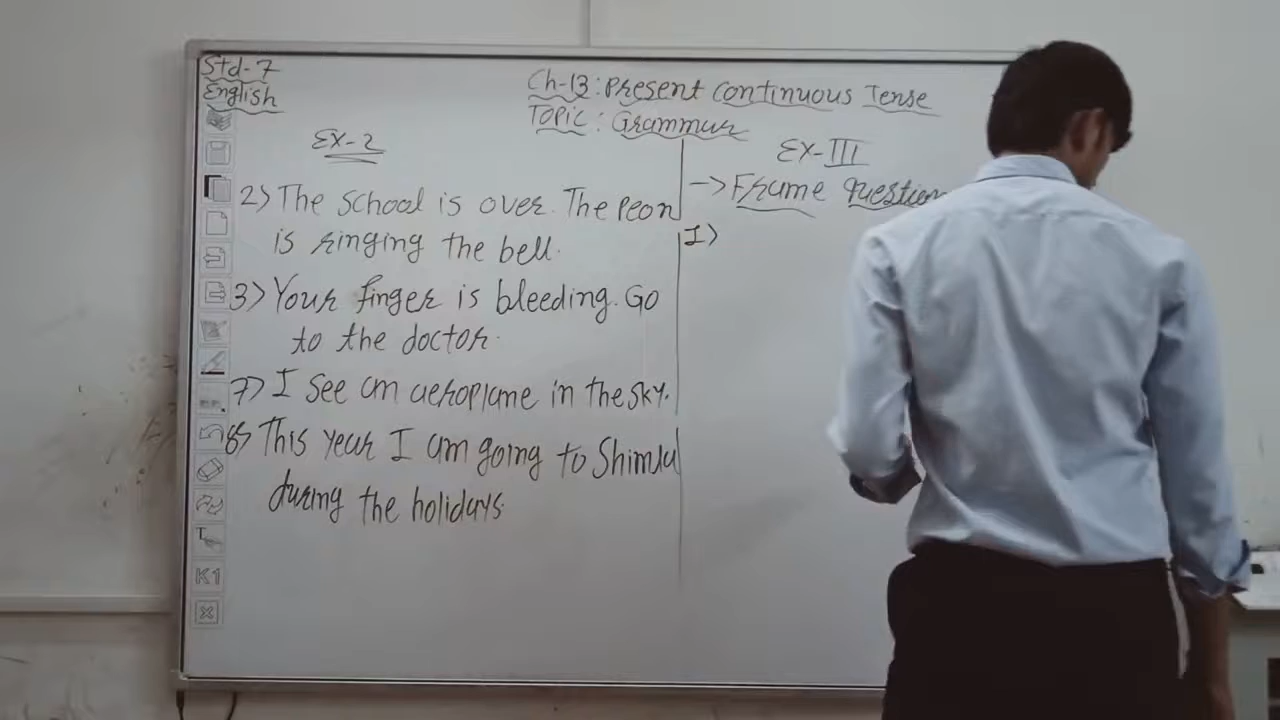 Std-7
English
Ch-13: Present Continuous Tense
Topic: Grammar
Ex-2
2) The school is over. The peon
is ringing the bell.
3) Your finger is bleeding. Go
to the doctor.
7) I see an aeroplane in the sky.
8) This year I am going to Shimla
during the holidays.
Ex-III
-> Frame question
1)
T
K1